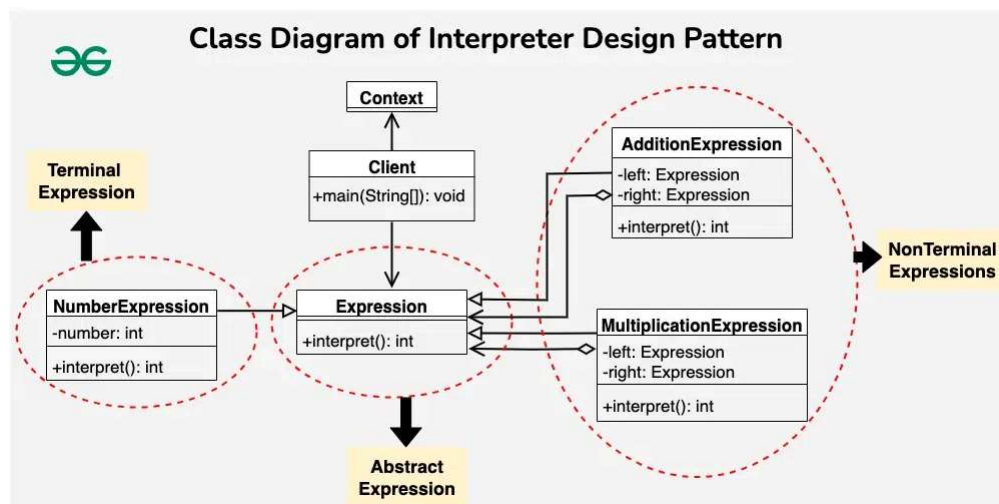 Class Diagram of Interpreter Design Pattern
Context
Client
+main(String[]): void
Terminal
Expression
NumberExpression
-number: int
+interpret(): int
Expression
+interpret(): int
Abstract
Expression
AdditionExpression
-left: Expression
-right: Expression
+interpret(): int
MultiplicationExpression
-left: Expression
-right: Expression
+interpret(): int
NonTerminal
Expressions